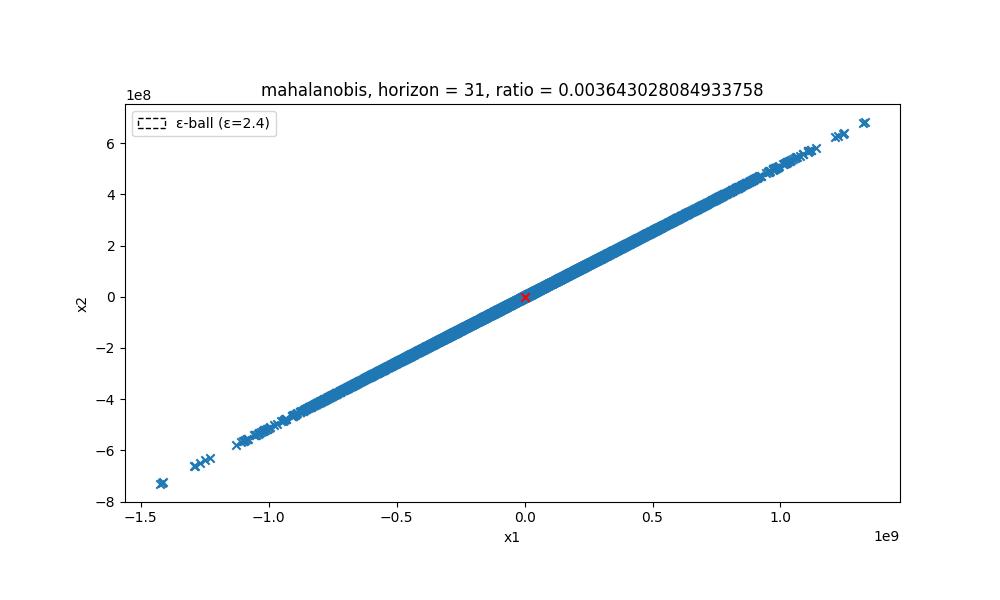 mahalanobis, horizon = 31, ratio = 0.003643028084933758
1e8
ε-ball (ε=2.4)
6
4
2
0
−2
−4
−6
−8
x2
−1.5
−1.0
−0.5
0.0
0.5
1.0
x1
1e9